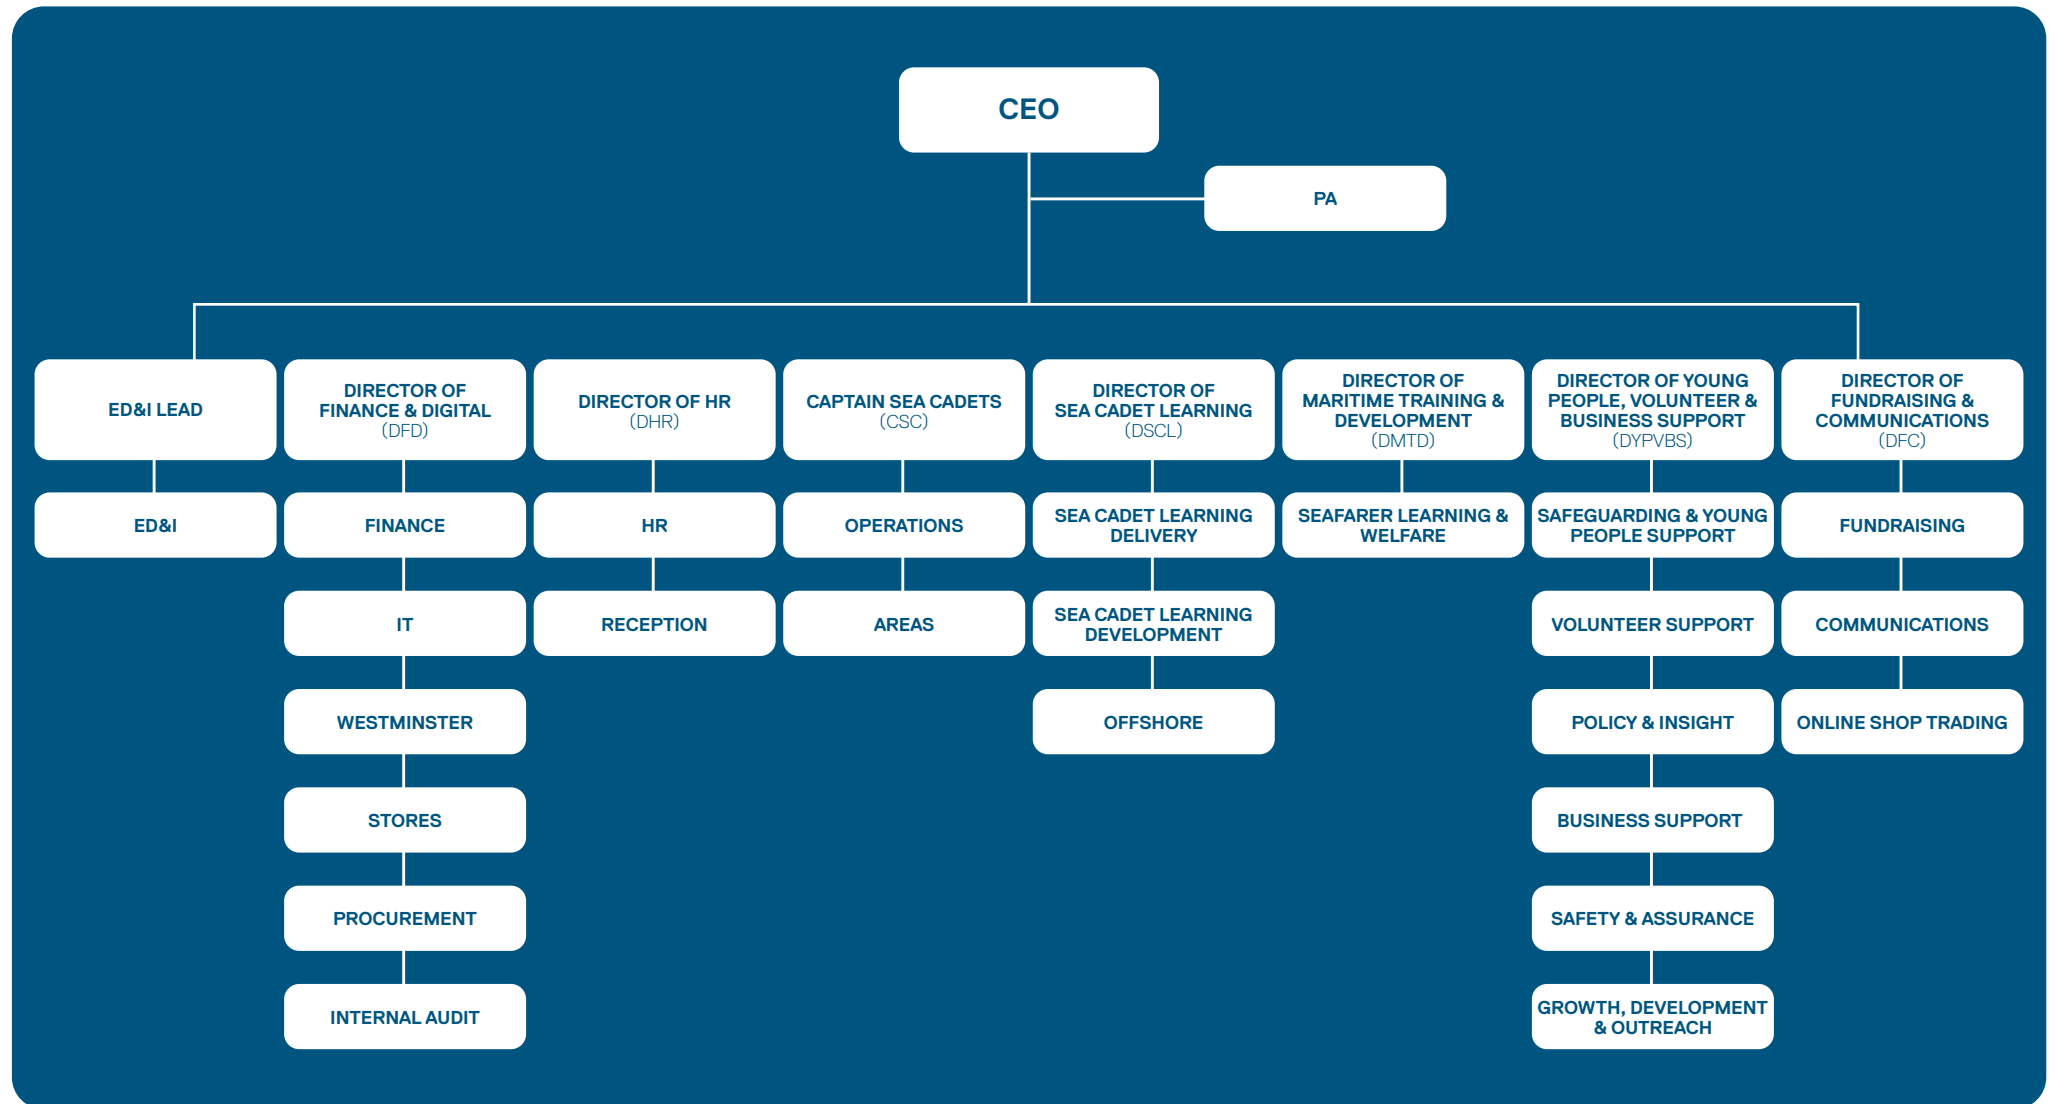 CEO
PA
ED&I LEAD
DIRECTOR OF
FINANCE & DIGITAL
(DFD)
DIRECTOR OF HR
(DHR)
CAPTAIN SEA CADETS
(CSC)
DIRECTOR OF
SEA CADET LEARNING
(DSCL)
DIRECTOR OF
MARITIME TRAINING &
DEVELOPMENT
(DMTD)
DIRECTOR OF YOUNG
PEOPLE, VOLUNTEER &
BUSINESS SUPPORT
(DYPVBS)
DIRECTOR OF
FUNDRAISING &
COMMUNICATIONS
(DFC)
ED&I
FINANCE
HR
OPERATIONS
SEA CADET LEARNING
DELIVERY
SEAFARER LEARNING &
WELFARE
SAFEGUARDING & YOUNG
PEOPLE SUPPORT
FUNDRAISING
IT
RECEPTION
AREAS
SEA CADET LEARNING
DEVELOPMENT
VOLUNTEER SUPPORT
COMMUNICATIONS
WESTMINSTER
OFFSHORE
POLICY & INSIGHT
ONLINE SHOP TRADING
STORES
BUSINESS SUPPORT
PROCUREMENT
SAFETY & ASSURANCE
INTERNAL AUDIT
GROWTH, DEVELOPMENT
& OUTREACH